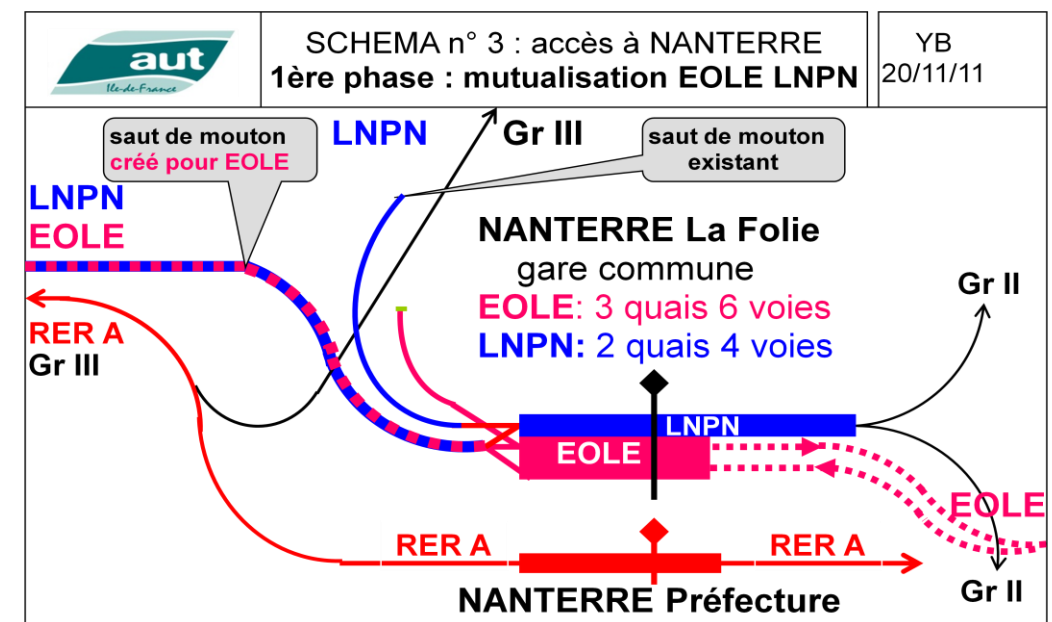 aut
Ile-de-France
SCHEMA n° 3 : accès à NANTERRE
1ère phase : mutualisation EOLE LNPN
YB
20/11/11
saut de mouton
créé pour EOLE
LNPN
Gr III
saut de mouton
existant
LNPN
EOLE
NANTERRE La Folie
gare commune
EOLE: 3 quais 6 voies
LNPN: 2 quais 4 voies
Gr II
RER A
Gr III
LNPN
EOLE
EOLE
RER A
RER A
NANTERRE Préfecture
Gr II